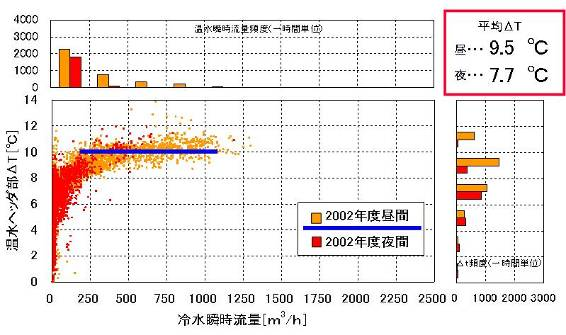 温水瞬時流量頻度(一時間単位)
4000
3000
2000
1000
0
平均ΔT
昼… 9.5 ℃
夜… 7.7 ℃
温水ヘッダ部ΔT[℃]
14
12
10
8
6
4
2
0
2002年度昼間
2002年度夜間
0 250 500 750 1000 1250 1500 1750 2000 2250 2500
冷水瞬時流量[m³/h]
Δt頻度(一時間単位)
0 1000 2000 3000